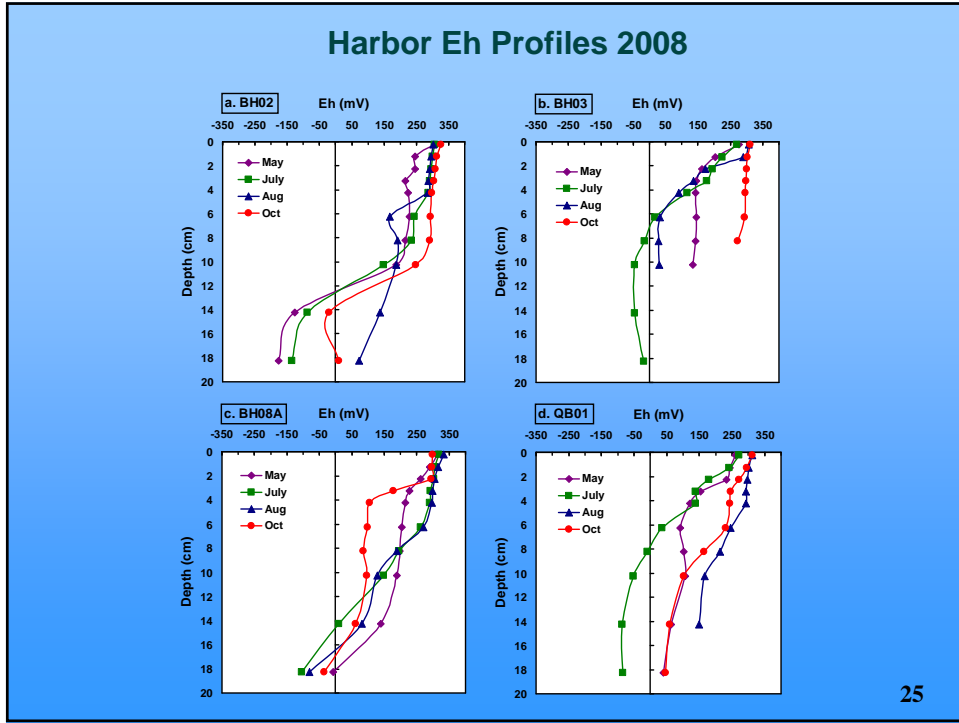 Harbor Eh Profiles 2008
a. BH02 Eh (mV)
-350 -250 -150 -50 50 150 250 350
0
2
4
6
8
10
12
14
16
18
20
Depth (cm)
May
July
Aug
Oct
b. BH03 Eh (mV)
-350 -250 -150 -50 50 150 250 350
0
2
4
6
8
10
12
14
16
18
20
Depth (cm)
May
July
Aug
Oct
c. BH08A Eh (mV)
-350 -250 -150 -50 50 150 250 350
0
2
4
6
8
10
12
14
16
18
20
Depth (cm)
May
July
Aug
Oct
d. QB01 Eh (mV)
-350 -250 -150 -50 50 150 250 350
0
2
4
6
8
10
12
14
16
18
20
Depth (cm)
May
July
Aug
Oct
25